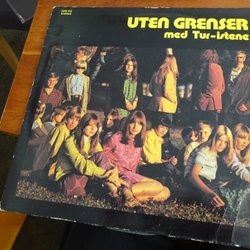 UTEN GRENSER
med Tur-istene